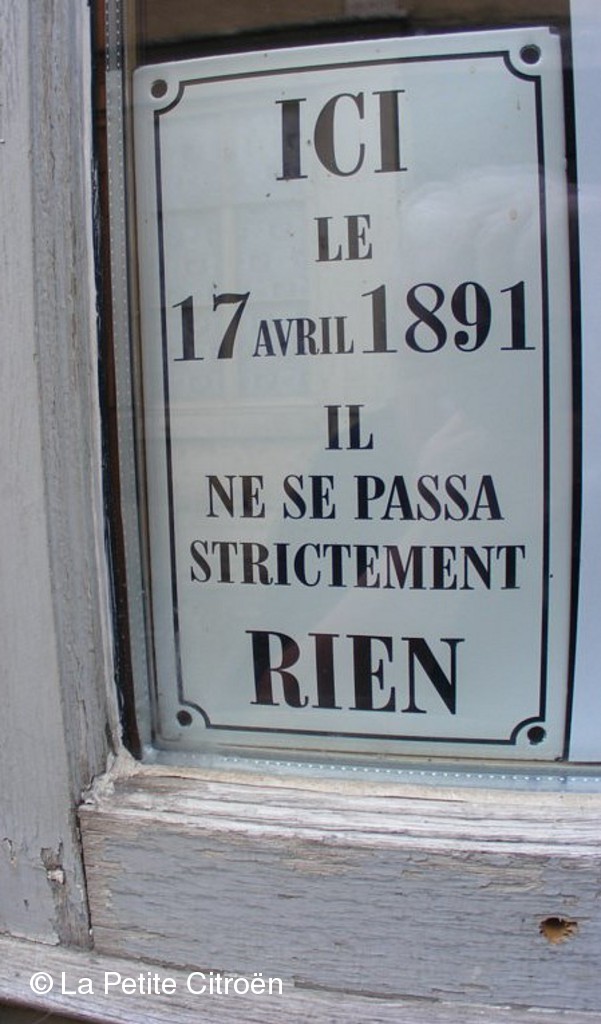 ICI
LE
17 AVRIL 1891
IL
NE SE PASSA
STRICTEMENT
RIEN
© La Petite Citroën